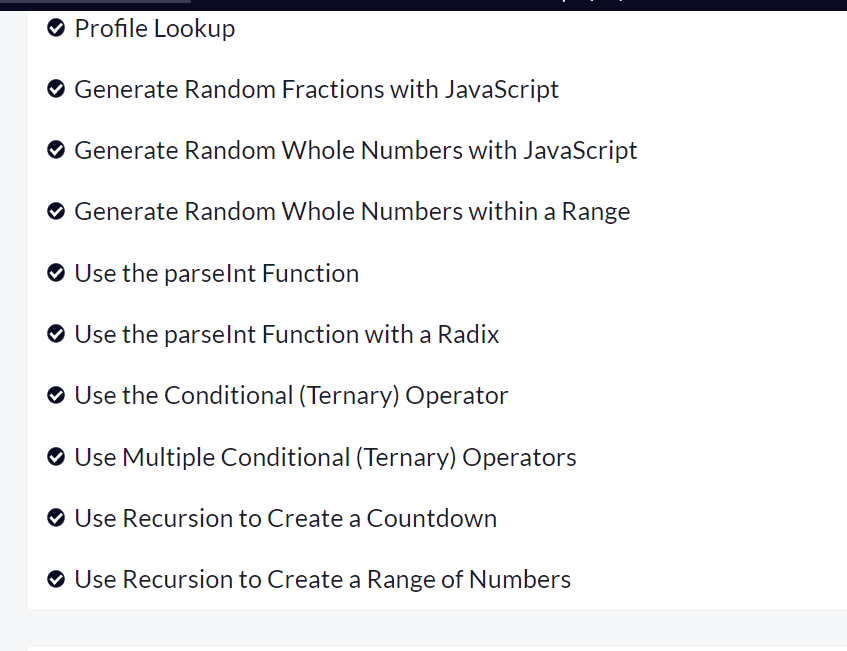 Profile Lookup
Generate Random Fractions with JavaScript
Generate Random Whole Numbers with JavaScript
Generate Random Whole Numbers within a Range
Use the parseInt Function
Use the parseInt Function with a Radix
Use the Conditional (Ternary) Operator
Use Multiple Conditional (Ternary) Operators
Use Recursion to Create a Countdown
Use Recursion to Create a Range of Numbers